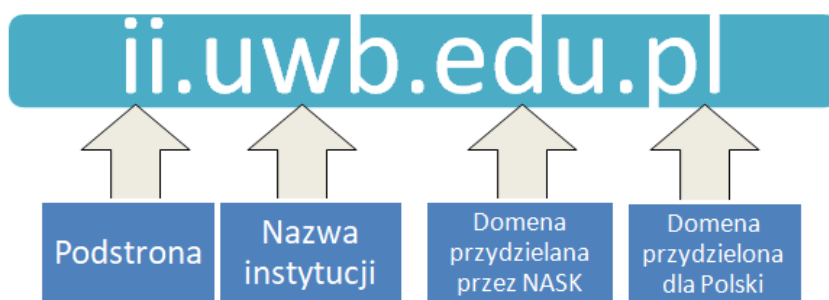 ii.uwb.edu.pl
Podstrona
Nazwa
instytucji
Domena
przydzielana
przez NASK
Domena
przydzielona
dla Polski